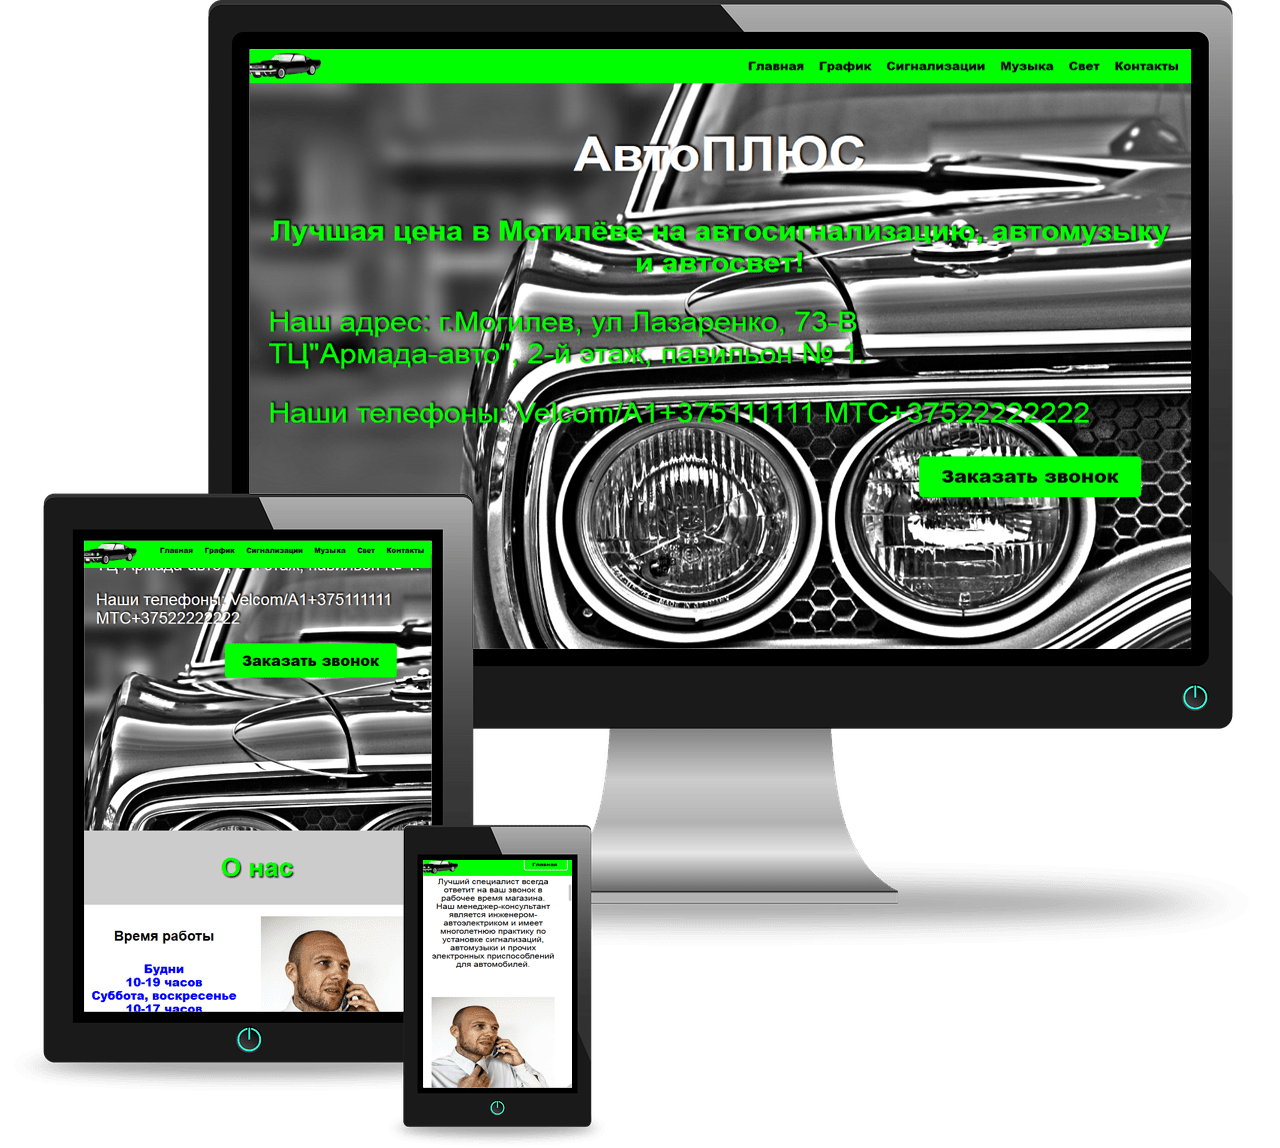 Главная График Сигнализации Музыка Свет Контакты
АвтоПЛЮС
Лучшая цена в Могилёве на автосигнализацию, автомузыку
и автосвет!
Наш адрес: г.Могилев, ул Лазаренко, 73-В
ТЦ"Армада-авто", 2-й этаж, павильон № 1.
Наши телефоны: Velcom/A1+375111111 МТС+37522222222
Заказать звонок
Главная График Сигнализации Музыка Свет Контакты
Наши телефоны: Velcom/A1+375111111
МТС+37522222222
Заказать звонок
О нас
Время работы
Будни
10-19 часов
Суббота, воскресенье
10-17 часов
Главная
Лучший специалист всегда
ответит на ваш звонок в
рабочее время магазина.
Наш менеджер-консультант
является инженером-
автоэлектриком и имеет
многолетнюю практику по
установке сигнализаций,
автомузыки и прочих
электронных приспособлений
для автомобилей.